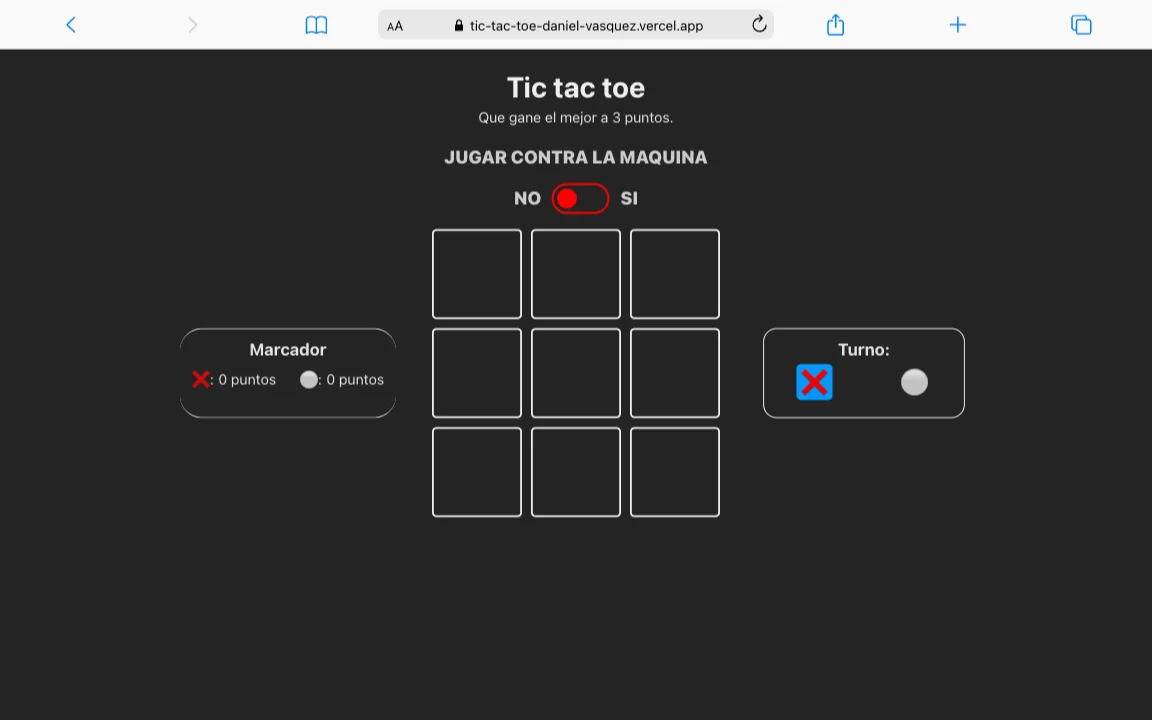 AA tic-tac-toe-daniel-vasquez.vercel.app
Tic tac toe
Que gane el mejor a 3 puntos.
JUGAR CONTRA LA MAQUINA
NO SI
Marcador
❌: 0 puntos ⚪: 0 puntos
Turno:
❌ ⚪